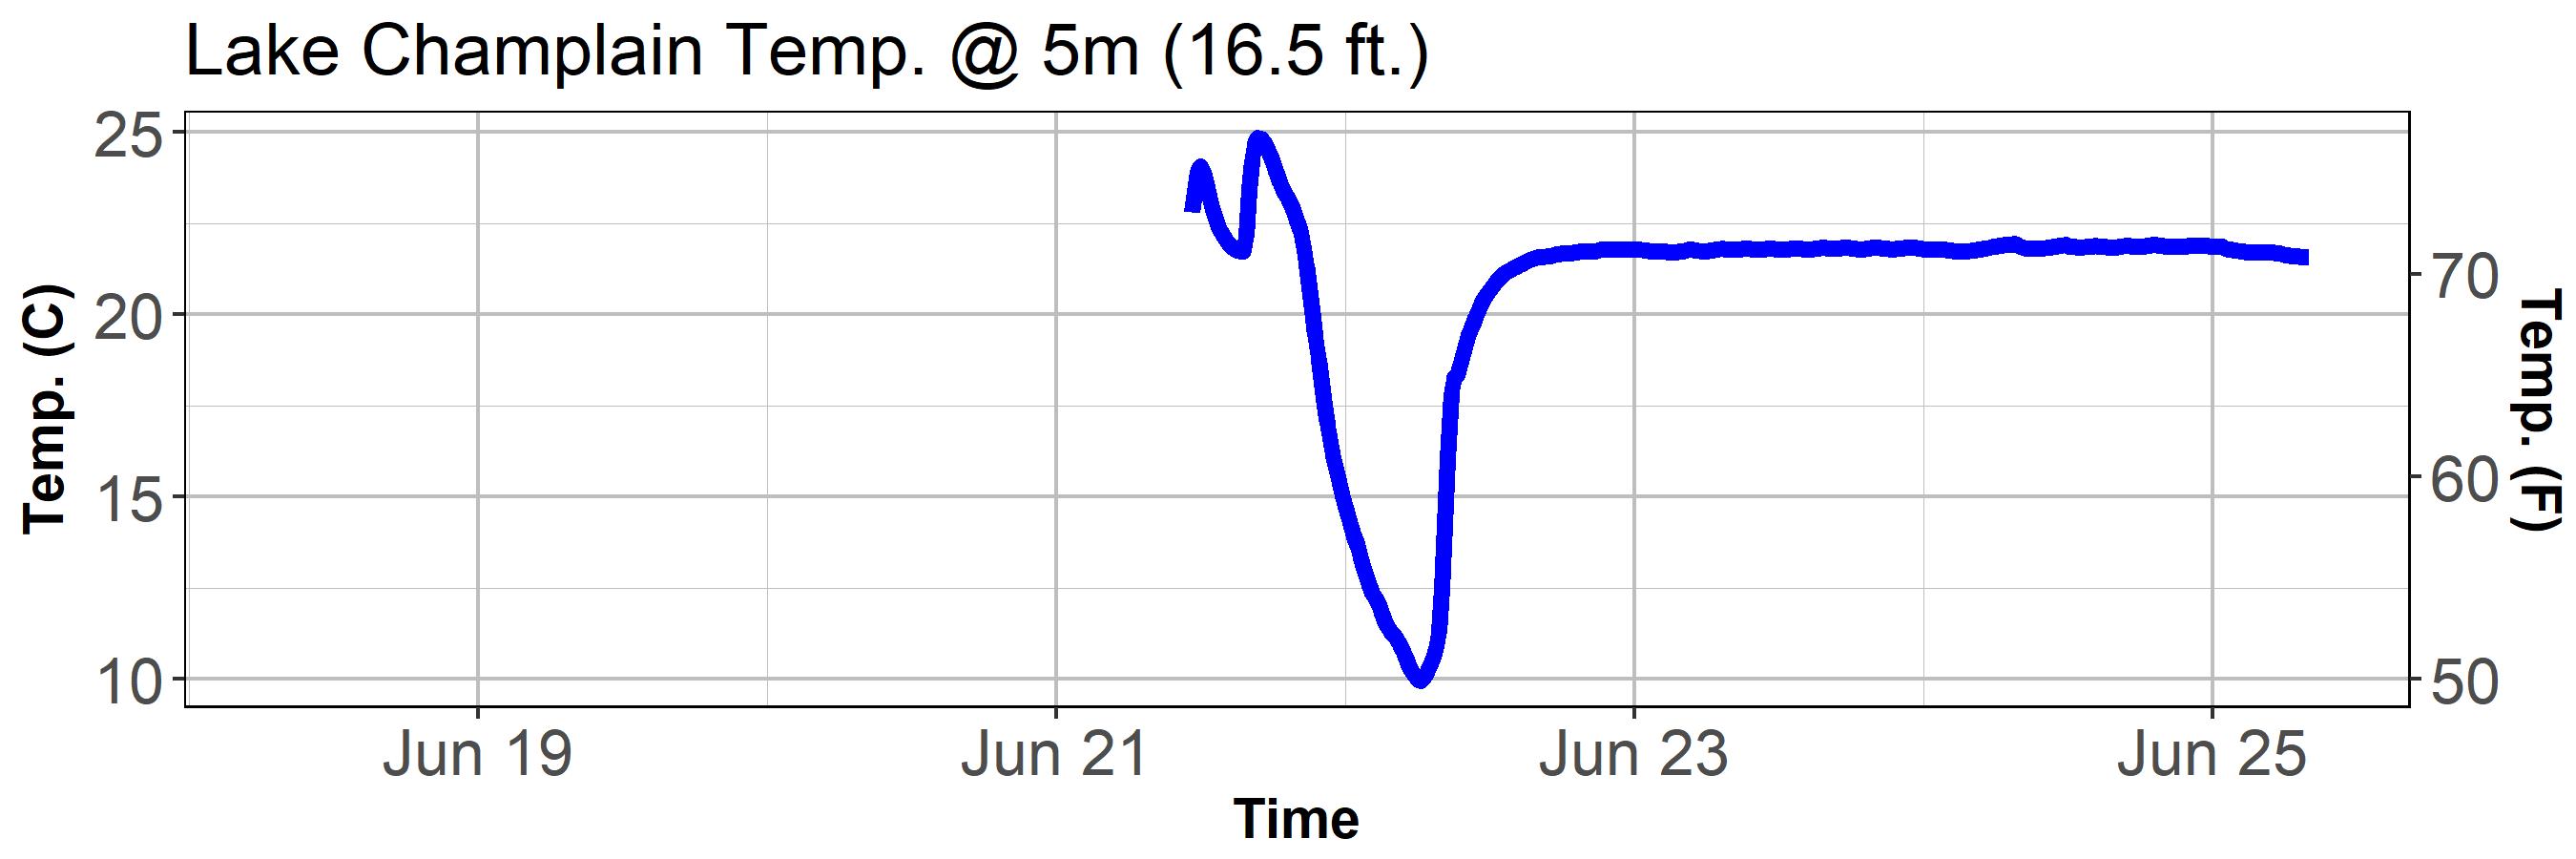 Lake Champlain Temp. @ 5m (16.5 ft.)
25
20
15
10
Temp. (C)
70
60
50
Temp. (F)
Jun 19 Jun 21 Jun 23 Jun 25
Time